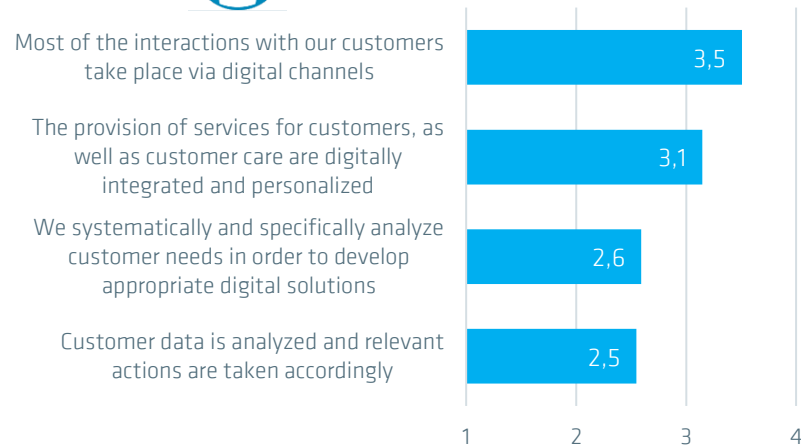 Most of the interactions with our customers
take place via digital channels
3,5
The provision of services for customers, as
well as customer care are digitally
integrated and personalized
3,1
We systematically and specifically analyze
customer needs in order to develop
appropriate digital solutions
2,6
Customer data is analyzed and relevant
actions are taken accordingly
2,5
1 2 3 4